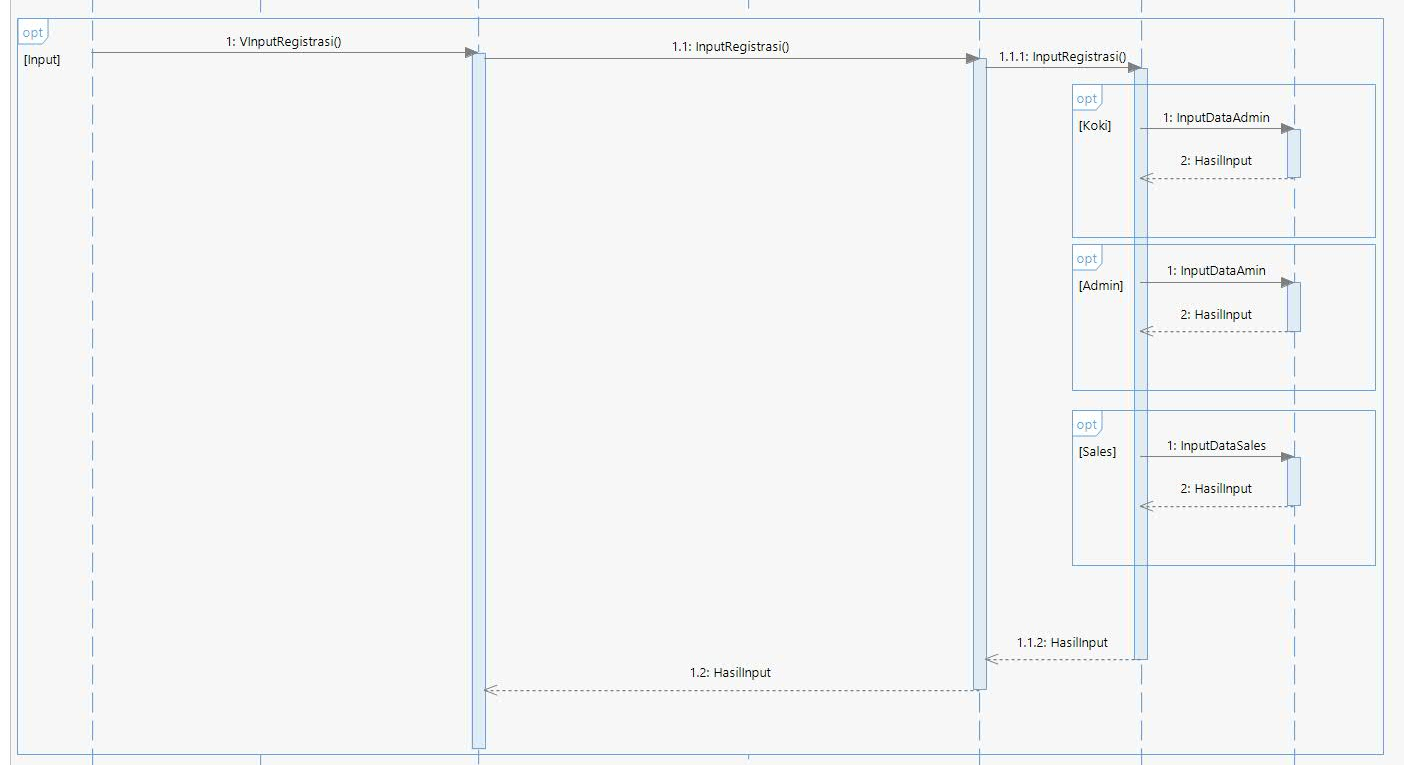 opt
[Input]
1: VInputRegistrasi()
1.1: InputRegistrasi()
1.1.1: InputRegistrasi()
opt
[Koki]
1: InputDataAdmin
2: HasilInput
opt
[Admin]
1: InputDataAmin
2: HasilInput
opt
[Sales]
1: InputDataSales
2: HasilInput
1.1.2: HasilInput
1.2: HasilInput